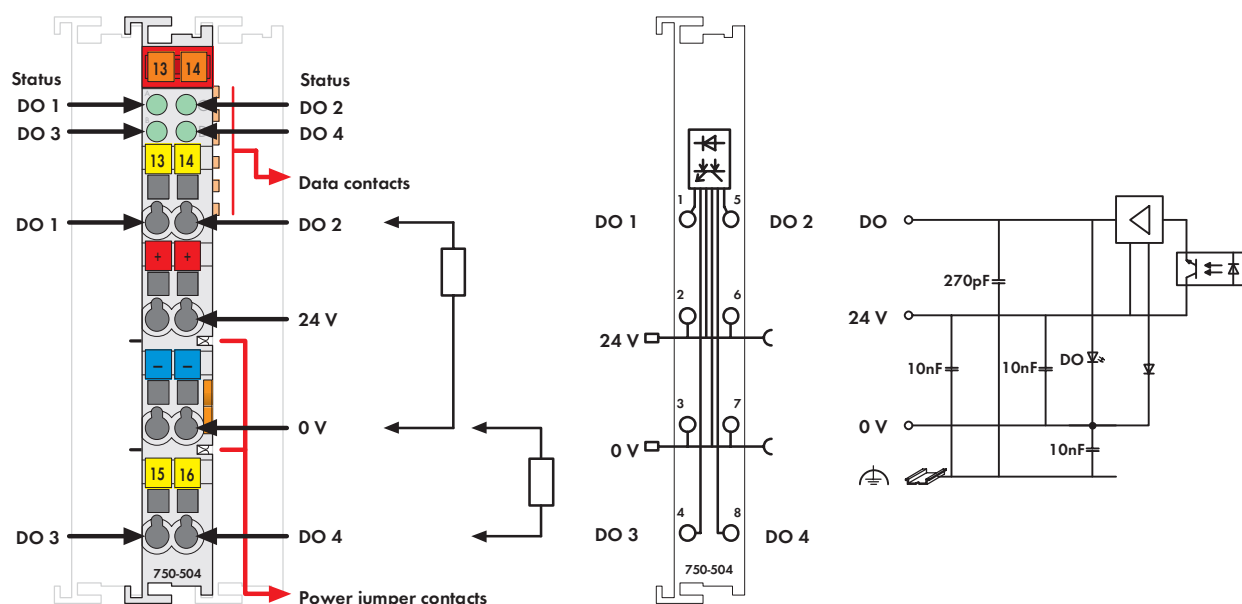 13 14
Status
Status
DO 1
DO 2
DO 3
DO 4
13 14
Data contacts
DO 1
DO 2
+ +
24 V
− −
0 V
15 16
DO 3
DO 4
750-504
Power jumper contacts
1 5
DO 1
DO 2
2 6
24 V
3 7
0 V
4 8
DO 3
DO 4
750-504
DO
270pF
24 V
10nF
10nF
DO
0 V
10nF